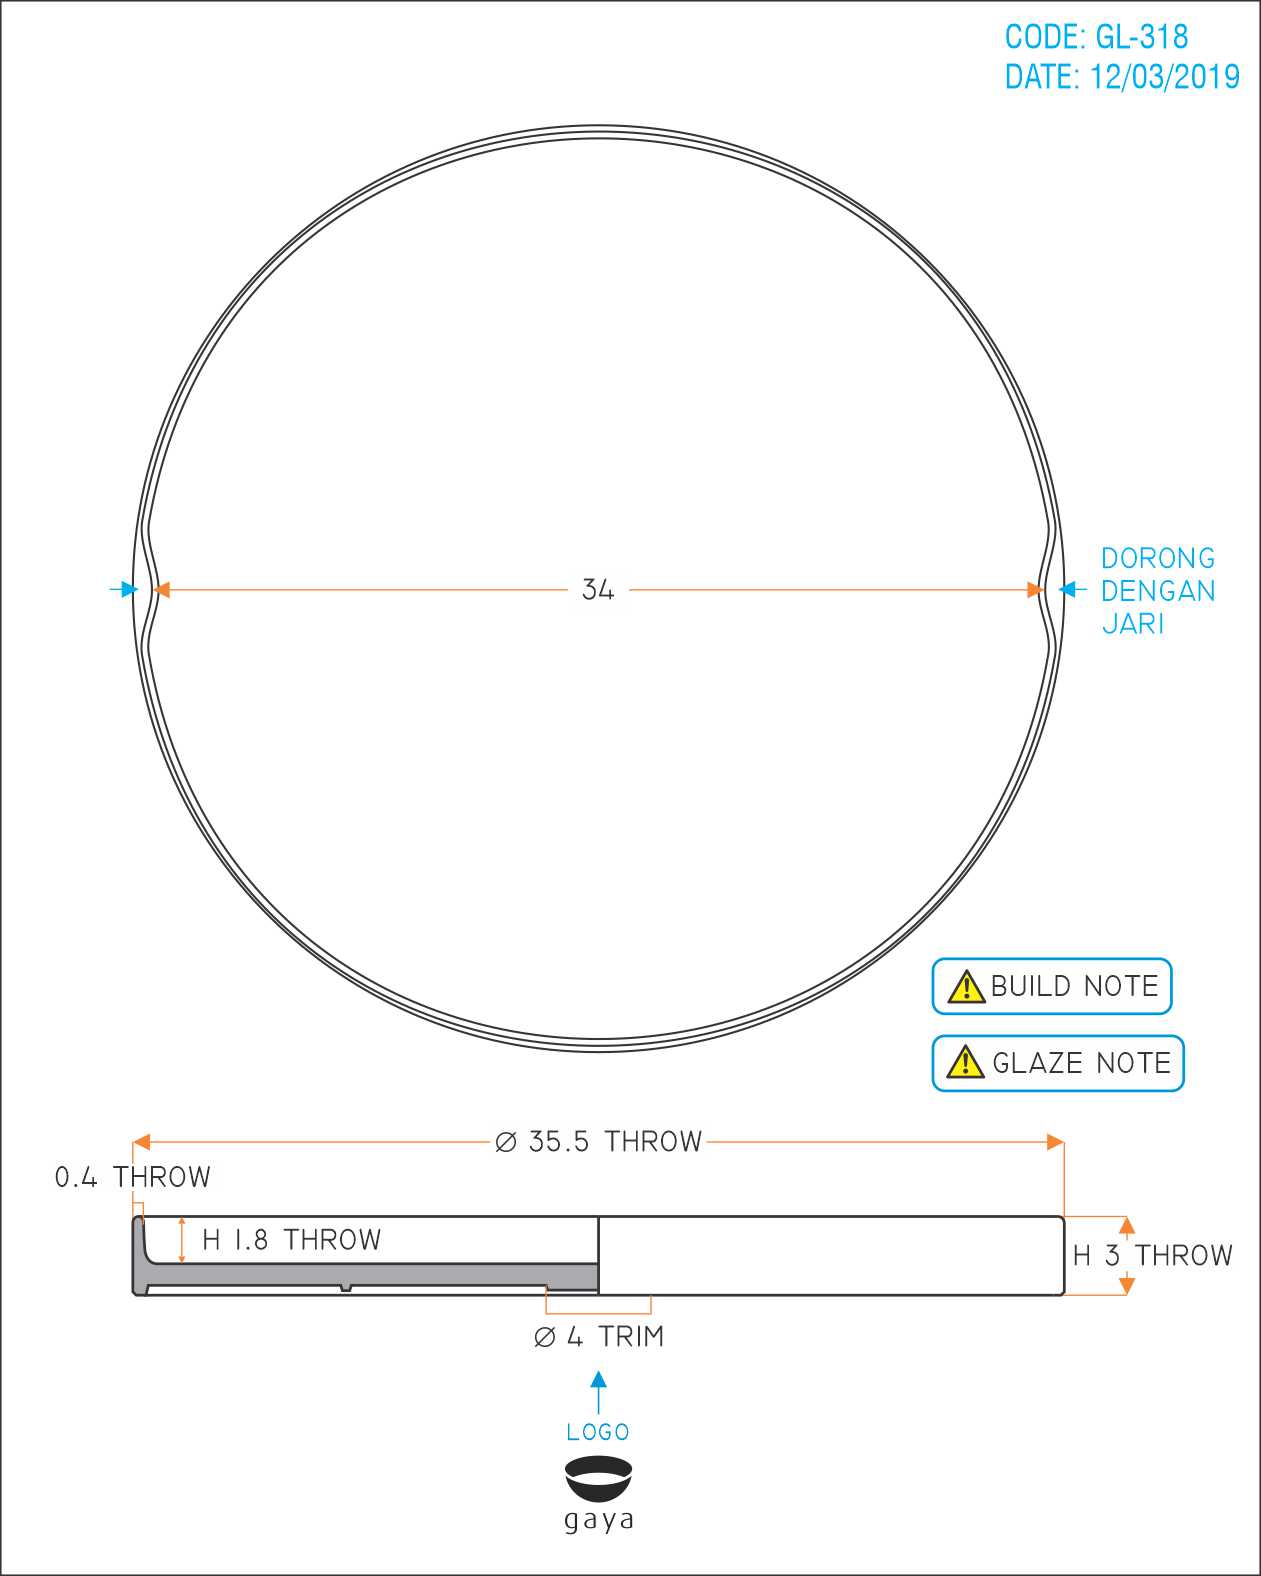 CODE: GL-318
DATE: 12/03/2019
34
DORONG
DENGAN
JARI
BUILD NOTE
GLAZE NOTE
Ø 35.5 THROW
0.4 THROW
H 1.8 THROW
H 3 THROW
Ø 4 TRIM
LOGO
gaya